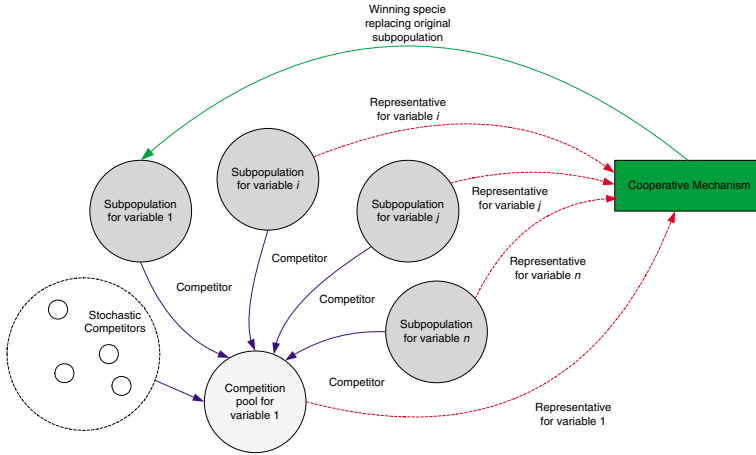 Winning specie
replacing original
subpopulation
Representative
for variable i
Subpopulation
for variable i
Subpopulation
for variable 1
Subpopulation
for variable j
Representative
for variable j
Cooperative Mechanism
Competitor
Competitor
Competitor
Representative
for variable n
Stochastic
Competitors
Subpopulation
for variable n
Competition
pool for
variable 1
Competitor
Representative
for variable 1